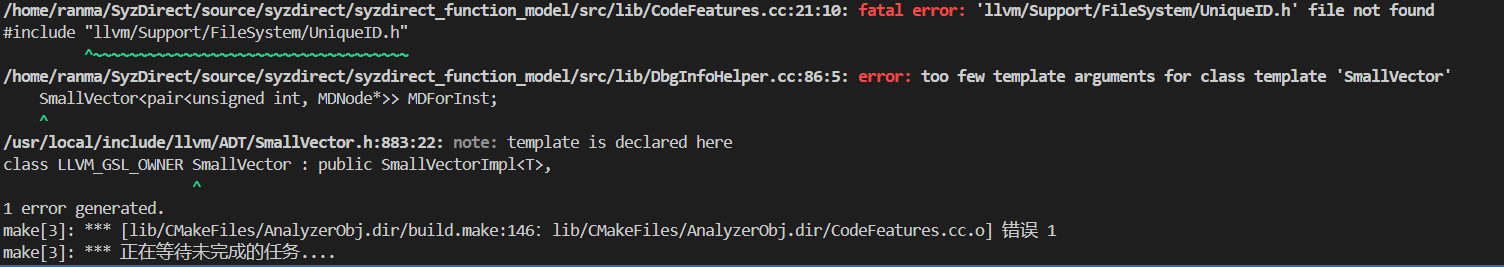 /home/ranma/SyzDirect/source/syzdirect/syzdirect_function_model/src/lib/CodeFeatures.cc:21:10: fatal error: 'llvm/Support/FileSystem/UniqueID.h' file not found
#include "llvm/Support/FileSystem/UniqueID.h"
         ^~~~~~~~~~~~~~~~~~~~~~~~~~~~~~~~~~~~
/home/ranma/SyzDirect/source/syzdirect/syzdirect_function_model/src/lib/DbgInfoHelper.cc:86:5: error: too few template arguments for class template 'SmallVector'
    SmallVector<pair<unsigned int, MDNode*>> MDForInst;
    ^
/usr/local/include/llvm/ADT/SmallVector.h:883:22: note: template is declared here
class LLVM_GSL_OWNER SmallVector : public SmallVectorImpl<T>,
                     ^
1 error generated.
make[3]: *** [lib/CMakeFiles/AnalyzerObj.dir/build.make:146：lib/CMakeFiles/AnalyzerObj.dir/CodeFeatures.cc.o] 错误 1
make[3]: *** 正在等待未完成的任务....